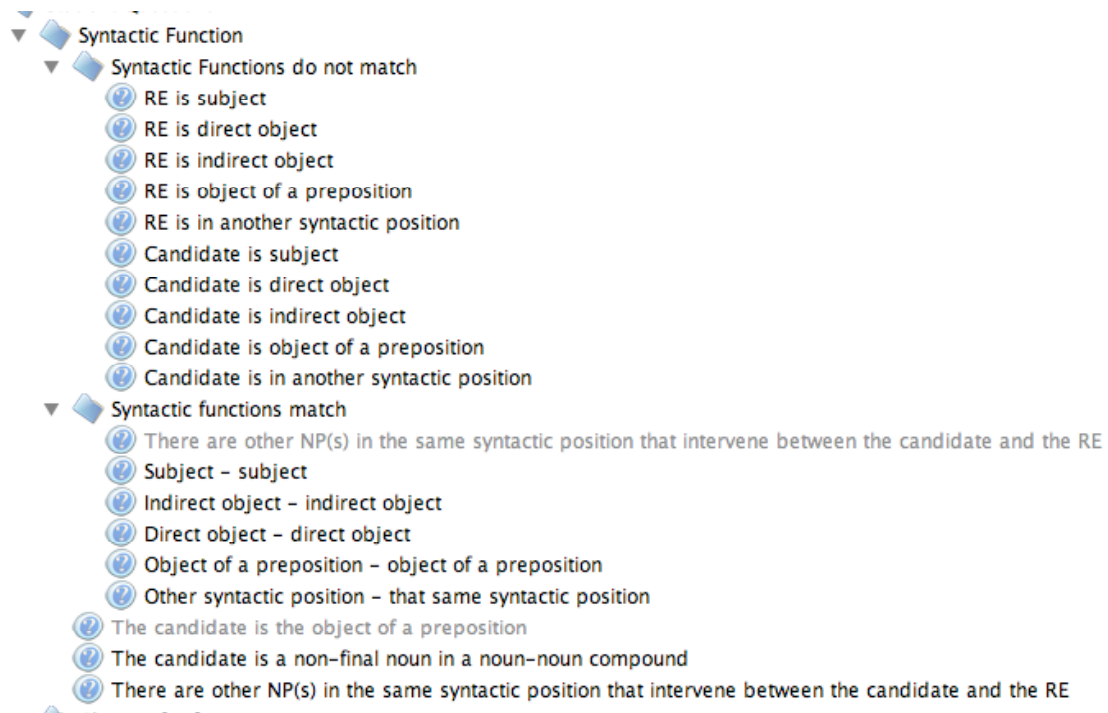 Syntactic Function
Syntactic Functions do not match
RE is subject
RE is direct object
RE is indirect object
RE is object of a preposition
RE is in another syntactic position
Candidate is subject
Candidate is direct object
Candidate is indirect object
Candidate is object of a preposition
Candidate is in another syntactic position
Syntactic functions match
There are other NP(s) in the same syntactic position that intervene between the candidate and the RE
Subject – subject
Indirect object – indirect object
Direct object – direct object
Object of a preposition – object of a preposition
Other syntactic position – that same syntactic position
The candidate is the object of a preposition
The candidate is a non-final noun in a noun-noun compound
There are other NP(s) in the same syntactic position that intervene between the candidate and the RE